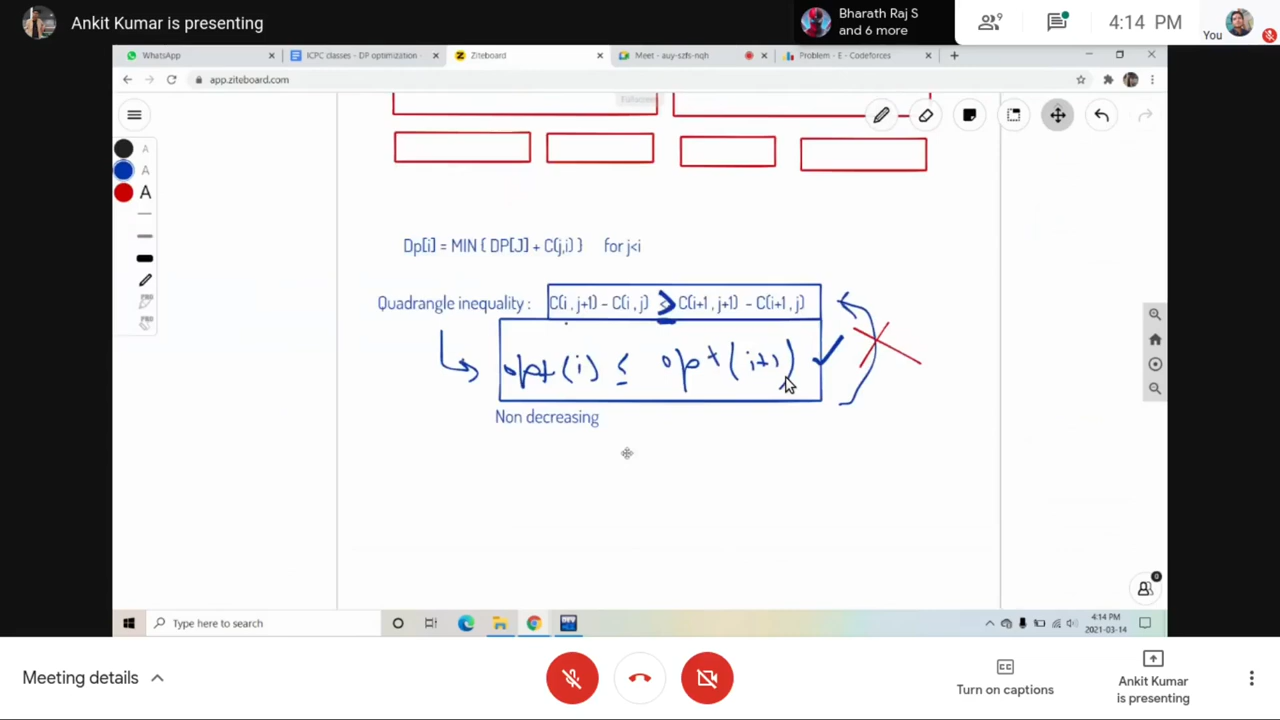 Ankit Kumar is presenting
Bharath Raj S
and 6 more
9
4:14 PM
You
WhatsApp
ICPC classes - DP optimization -
Ziteboard
Meet - auy-szfs-nqh
Problem - E - Codeforces
app.ziteboard.com
Fullscreen
A
A
A
Dp[i] = MIN { DP[J] + C(j,i) } for j<i
Quadrangle inequality : C(i , j+1) - C(i , j) ≥ C(i+1 , j+1) - C(i+1 , j)
opt(i) ≤ opt(i+1)
Non decreasing
0
Type here to search
4:14 PM
2021-03-14
Meeting details
Turn on captions
Ankit Kumar
is presenting